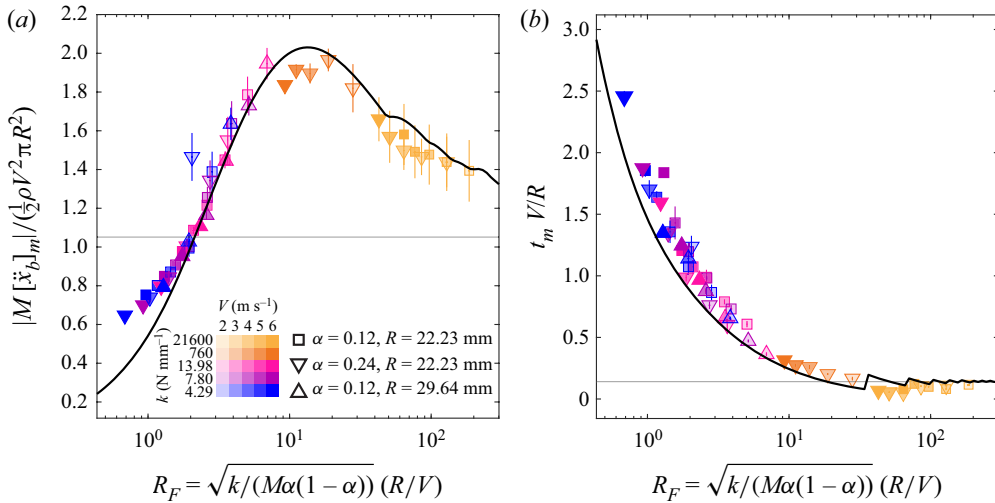 (a)
(b)
|M[ẍ_b]_m|/(½ρV²πR²)
2.2
2.0
1.8
1.6
1.4
1.2
1.0
0.8
0.6
0.4
0.2
V (m s⁻¹)
2 3 4 5 6
k (N mm⁻¹)
21600
760
13.98
7.80
4.29
α = 0.12, R = 22.23 mm
α = 0.24, R = 22.23 mm
α = 0.12, R = 29.64 mm
10⁰ 10¹ 10²
R_F = √k/(Mα(1 – α)) (R/V)
t_m V/R
3.0
2.5
2.0
1.5
1.0
0.5
0
10⁰ 10¹ 10²
R_F = √k/(Mα(1 – α)) (R/V)